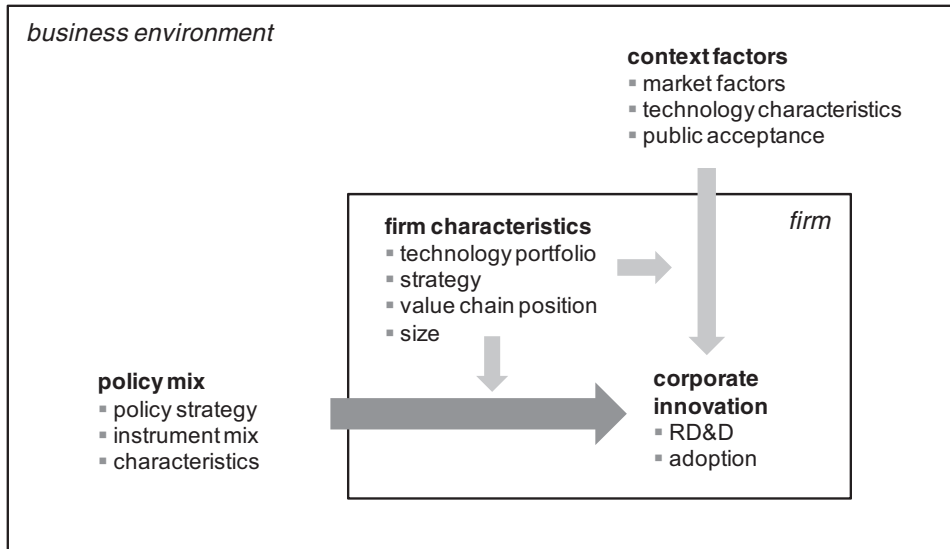 business environment
context factors
▪ market factors
▪ technology characteristics
▪ public acceptance
firm
firm characteristics
▪ technology portfolio
▪ strategy
▪ value chain position
▪ size
policy mix
▪ policy strategy
▪ instrument mix
▪ characteristics
corporate
innovation
▪ RD&D
▪ adoption